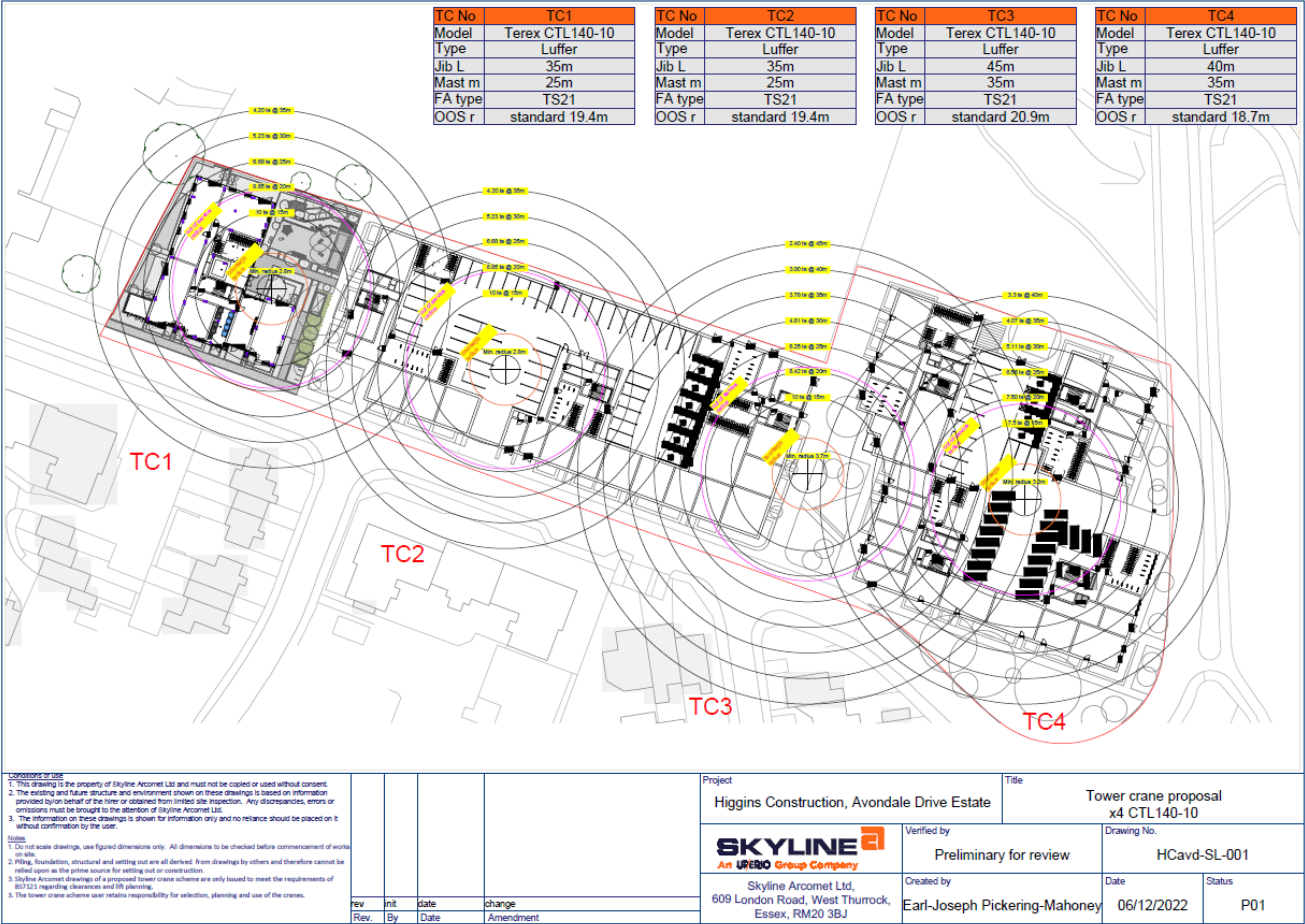 TC No TC1
Model Terex CTL140-10
Type Luffer
Jib L 35m
Mast m 25m
FA type TS21
OOS r standard 19.4m
TC No TC2
Model Terex CTL140-10
Type Luffer
Jib L 35m
Mast m 25m
FA type TS21
OOS r standard 19.4m
TC No TC3
Model Terex CTL140-10
Type Luffer
Jib L 45m
Mast m 35m
FA type TS21
OOS r standard 20.9m
TC No TC4
Model Terex CTL140-10
Type Luffer
Jib L 40m
Mast m 35m
FA type TS21
OOS r standard 18.7m
4.20 te @ 35m
5.23 te @ 30m
6.68 te @ 25m
8.85 te @ 20m
10 te @ 15m
Min. radius 2.8m
TC1
4.20 te @ 35m
5.23 te @ 30m
6.68 te @ 25m
8.85 te @ 20m
10 te @ 15m
Min. radius 2.8m
TC2
2.40 te @ 45m
3.00 te @ 40m
3.78 te @ 35m
4.81 te @ 30m
6.25 te @ 25m
8.42 te @ 20m
10 te @ 15m
Min. radius 3.7m
TC3
3.3 te @ 40m
4.07 te @ 35m
5.11 te @ 30m
te @ 25m
7.50 te @ 20m
7.5 te @ 15m
Min. radius 3.2m
TC4
Conditions of use
1. This drawing is the property of Skyline Arcomet Ltd and must not be copied or used without consent.
2. The existing and future structure and environment shown on these drawings is based on information
provided by/on behalf of the hirer or obtained from limited site inspection. Any discrepancies, errors or
omissions must be brought to the attention of Skyline Arcomet Ltd.
3. The information on these drawings is shown for information only and no reliance should be placed on it
without confirmation by the user.
Notes
1. Do not scale drawings, use figured dimensions only. All dimensions to be checked before commencement of works
on site.
2. Piling, foundation, structural and setting out are all derived from drawings by others and therefore cannot be
relied upon as the prime source for setting out or construction.
3. Skyline Arcomet drawings of a proposed tower crane scheme are only issued to meet the requirements of
BS7121 regarding clearances and lift planning.
3. The tower crane scheme user retains responsibility for selection, planning and use of the cranes.
rev init date change
Rev. By Date Amendment
Project
Higgins Construction, Avondale Drive Estate
Title
Tower crane proposal
x4 CTL140-10
SKYLINE a
An UPERIO Group Company
Skyline Arcomet Ltd,
609 London Road, West Thurrock,
Essex, RM20 3BJ
Verified by
Preliminary for review
Drawing No.
HCavd-SL-001
Created by
Earl-Joseph Pickering-Mahoney
Date
06/12/2022
Status
P01